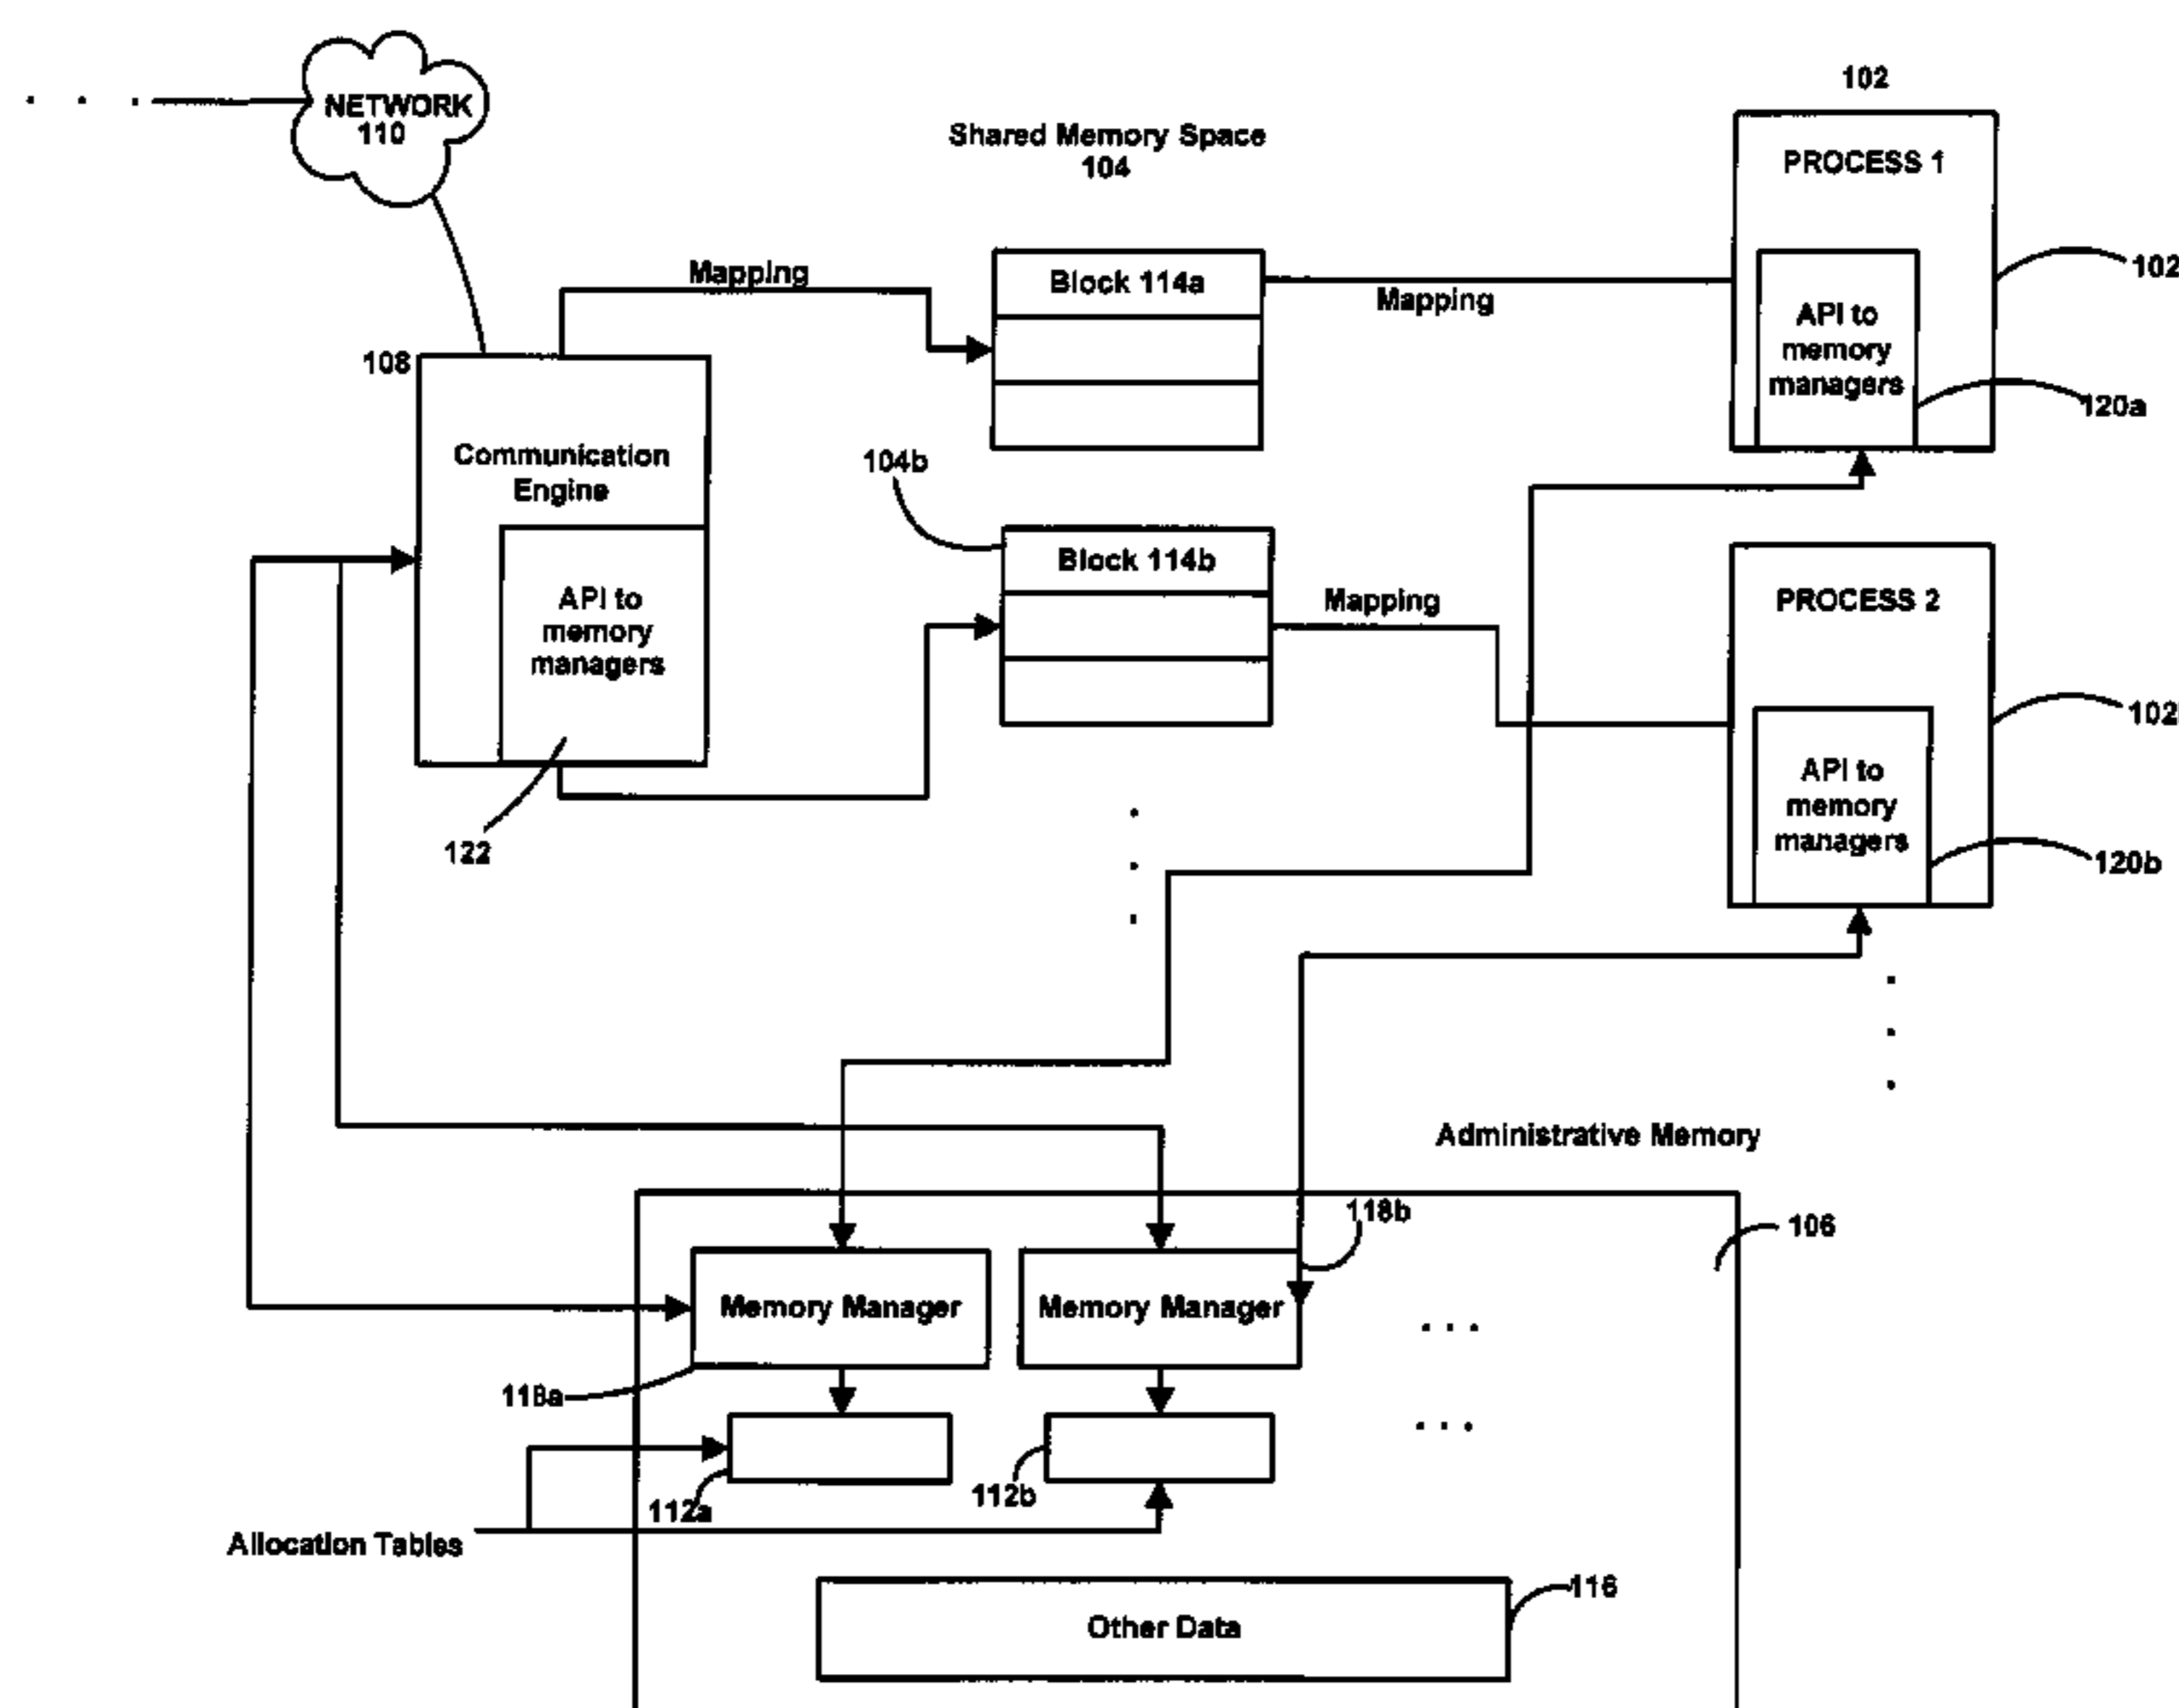 NETWORK
110
102
Shared Memory Space
104
PROCESS 1
102
Mapping
Block 114a
Mapping
API to
memory
managers
120a
108
Communication
Engine
104b
Block 114b
Mapping
PROCESS 2
API to
memory
managers
102
API to
memory
managers
120b
122
Administrative Memory
118b
106
Memory Manager
Memory Manager
. . .
118a
. . .
112a
112b
Allocation Tables
116
Other Data